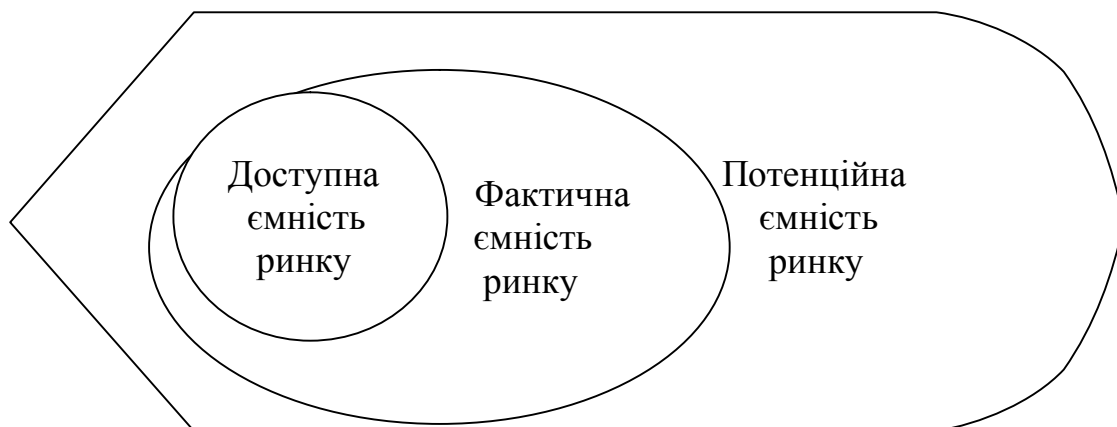 Доступна
ємність
ринку
Фактична
ємність
ринку
Потенційна
ємність
ринку